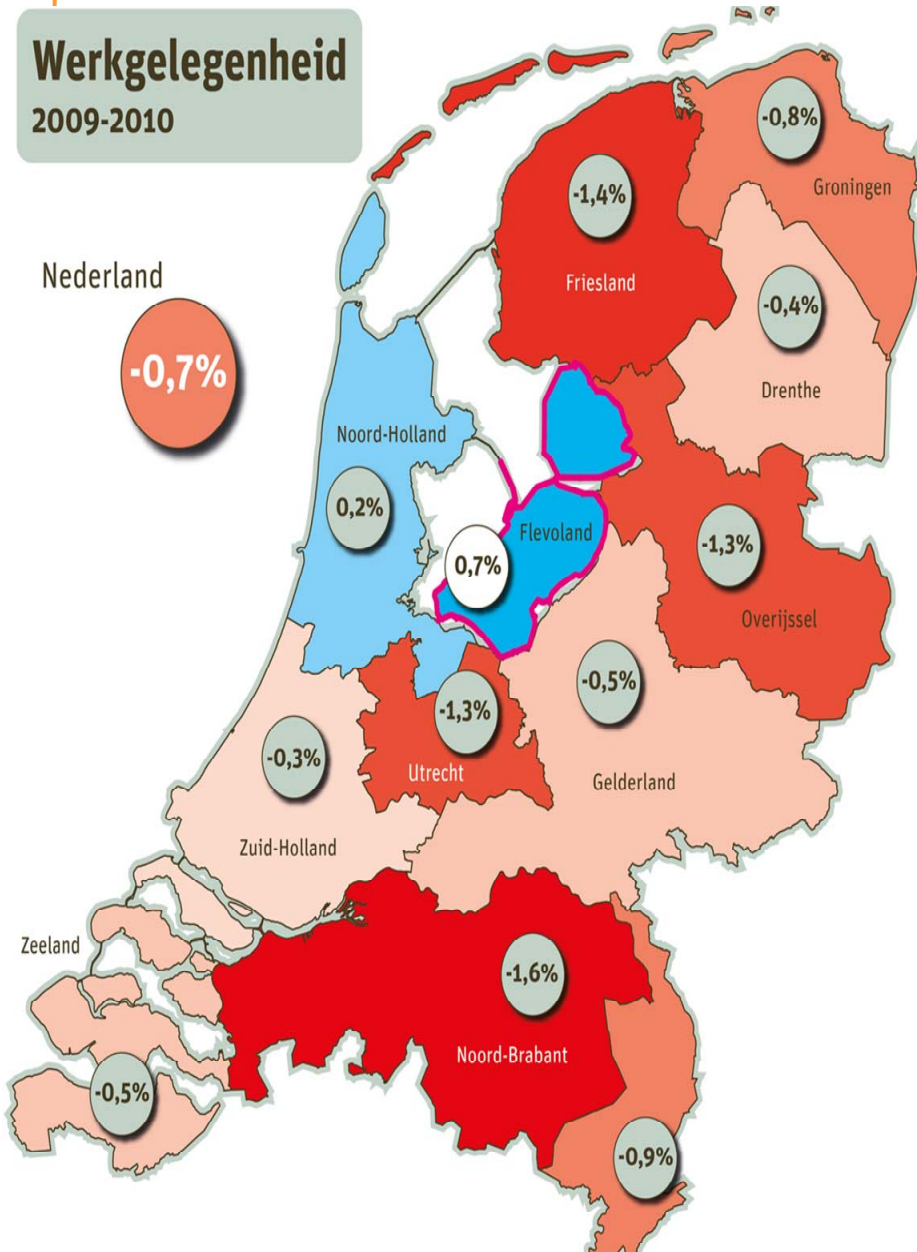 Werkgelegenheid
2009-2010
-0,8%
Groningen
-1,4%
Friesland
Nederland
-0,7%
-0,4%
Drenthe
Noord-Holland
0,2%
Flevoland
0,7%
-1,3%
Overijssel
-0,5%
Gelderland
-1,3%
Utrecht
-0,3%
Zuid-Holland
Zeeland
-0,5%
-1,6%
Noord-Brabant
-0,9%